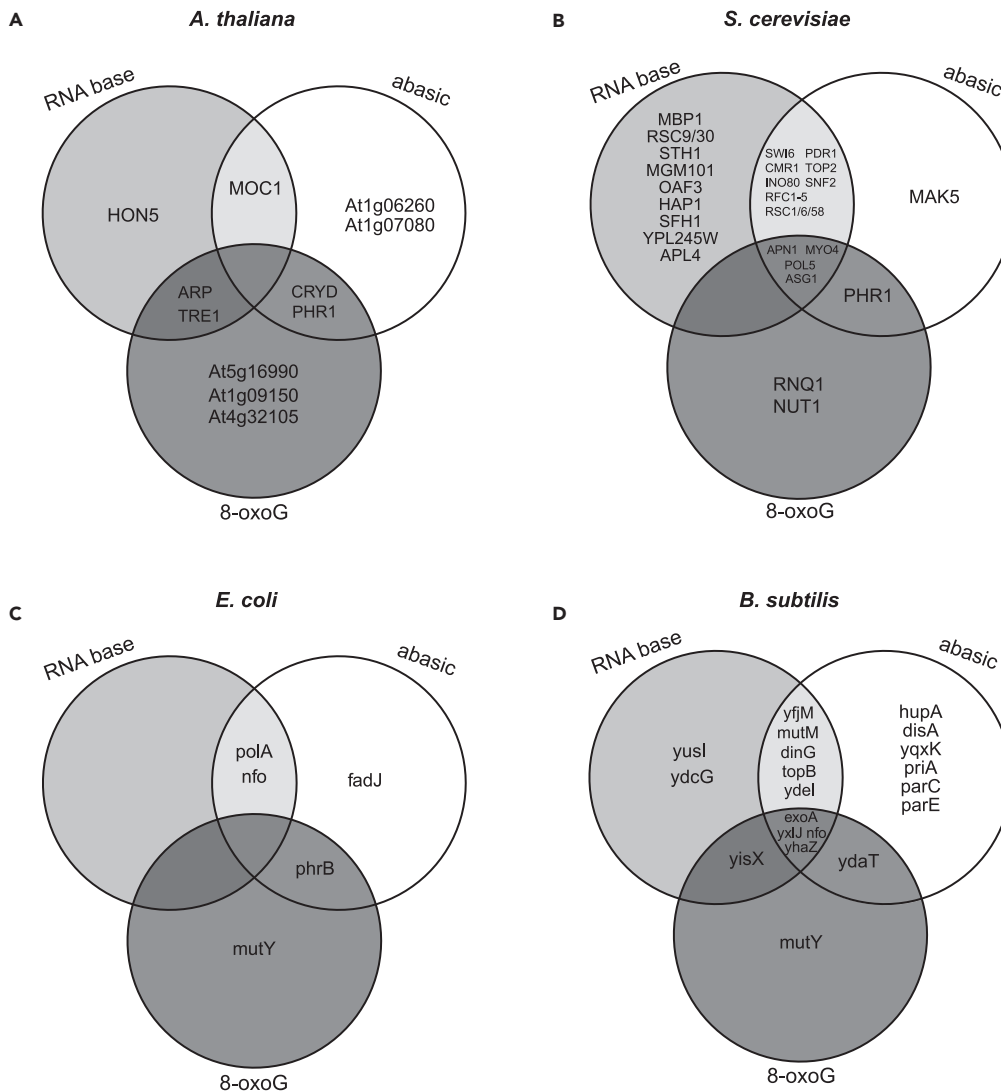 A
A. thaliana
RNA base
abasic
HON5
MOC1
At1g06260
At1g07080
ARP
TRE1
CRYD
PHR1
At5g16990
At1g09150
At4g32105
8-oxoG
B
S. cerevisiae
RNA base
abasic
MBP1
RSC9/30
STH1
MGM101
OAF3
HAP1
SFH1
YPL245W
APL4
SWI6 PDR1
CMR1 TOP2
INO80 SNF2
RFC1-5
RSC1/6/58
MAK5
APN1 MYO4
POL5
ASG1
PHR1
RNQ1
NUT1
8-oxoG
C
E. coli
RNA base
abasic
polA
nfo
fadJ
phrB
mutY
8-oxoG
D
B. subtilis
RNA base
abasic
yusI
ydcG
yfjM
mutM
dinG
topB
ydeI
hupA
disA
yqxK
priA
parC
parE
exoA
yxlJ nfo
yhaZ
yisX
ydaT
mutY
8-oxoG